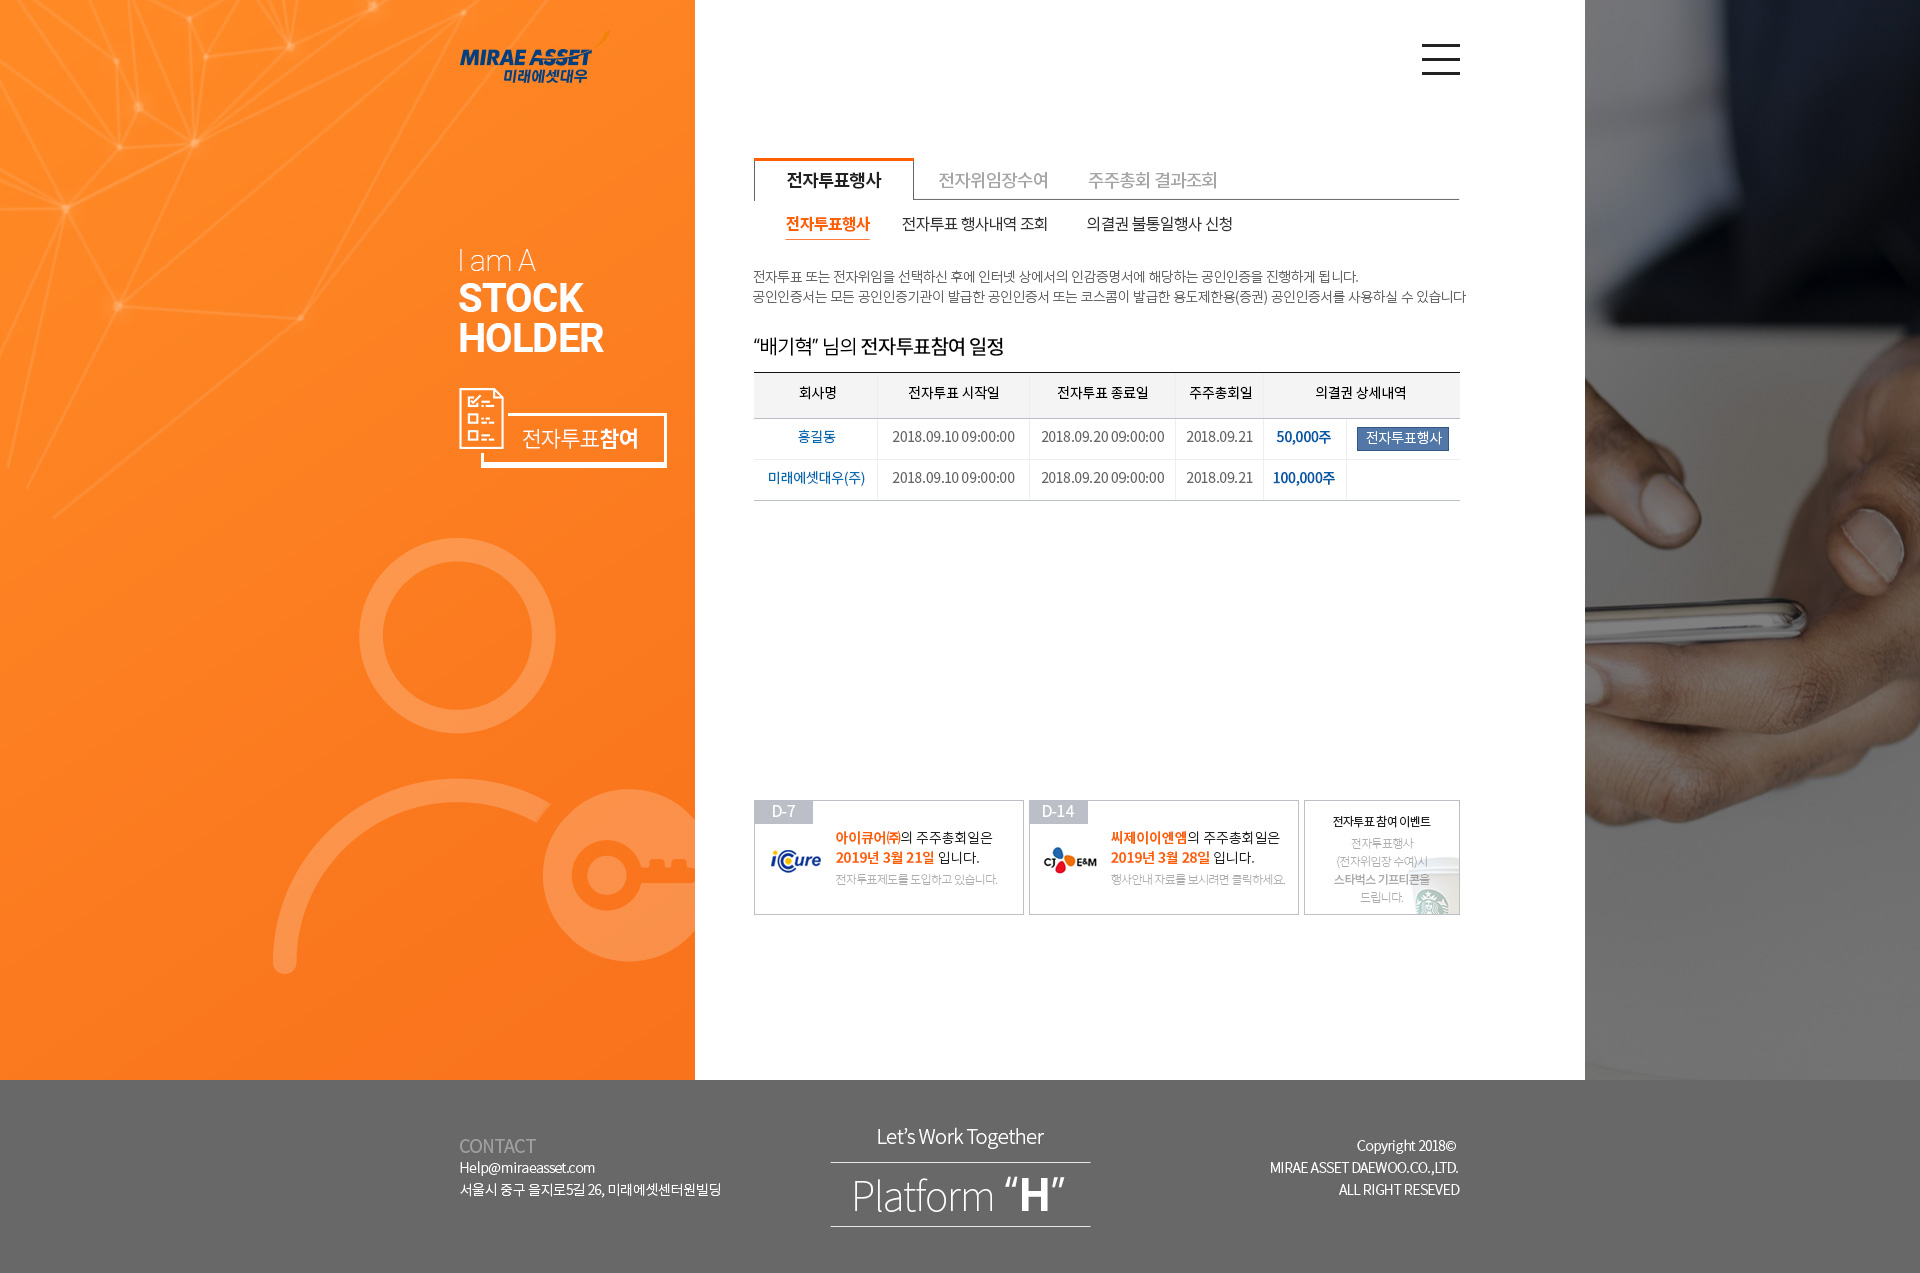 MIRAE ASSET
미래에셋대우
I am A
STOCK
HOLDER
전자투표참여
전자투표행사 전자위임장수여 주주총회 결과조회
전자투표행사 전자투표 행사내역 조회 의결권 불통일행사 신청
전자투표 또는 전자위임을 선택하신 후에 인터넷 상에서의 인감증명서에 해당하는 공인인증을 진행하게 됩니다.
공인인증서는 모든 공인인증기관이 발급한 공인인증서 또는 코스콤이 발급한 용도제한용(증권) 공인인증서를 사용하실 수 있습니다
“배기혁” 님의 전자투표참여 일정
회사명 전자투표 시작일 전자투표 종료일 주주총회일 의결권 상세내역
홍길동 2018.09.10 09:00:00 2018.09.20 09:00:00 2018.09.21 50,000주 전자투표행사
미래에셋대우(주) 2018.09.10 09:00:00 2018.09.20 09:00:00 2018.09.21 100,000주
D-7
iCure
아이큐어㈜의 주주총회일은
2019년 3월 21일 입니다.
전자투표제도를 도입하고 있습니다.
D-14
CJ E&M
씨제이이엔엠의 주주총회일은
2019년 3월 28일 입니다.
행사안내 자료를 보시려면 클릭하세요.
전자투표 참여 이벤트
전자투표행사
(전자위임장 수여)시
스타벅스 기프티콘을
드립니다.
CONTACT
Help@miraeasset.com
서울시 중구 을지로5길 26, 미래에셋센터원빌딩
Let’s Work Together
Platform “H”
Copyright 2018©
MIRAE ASSET DAEWOO.CO.,LTD.
ALL RIGHT RESEVED